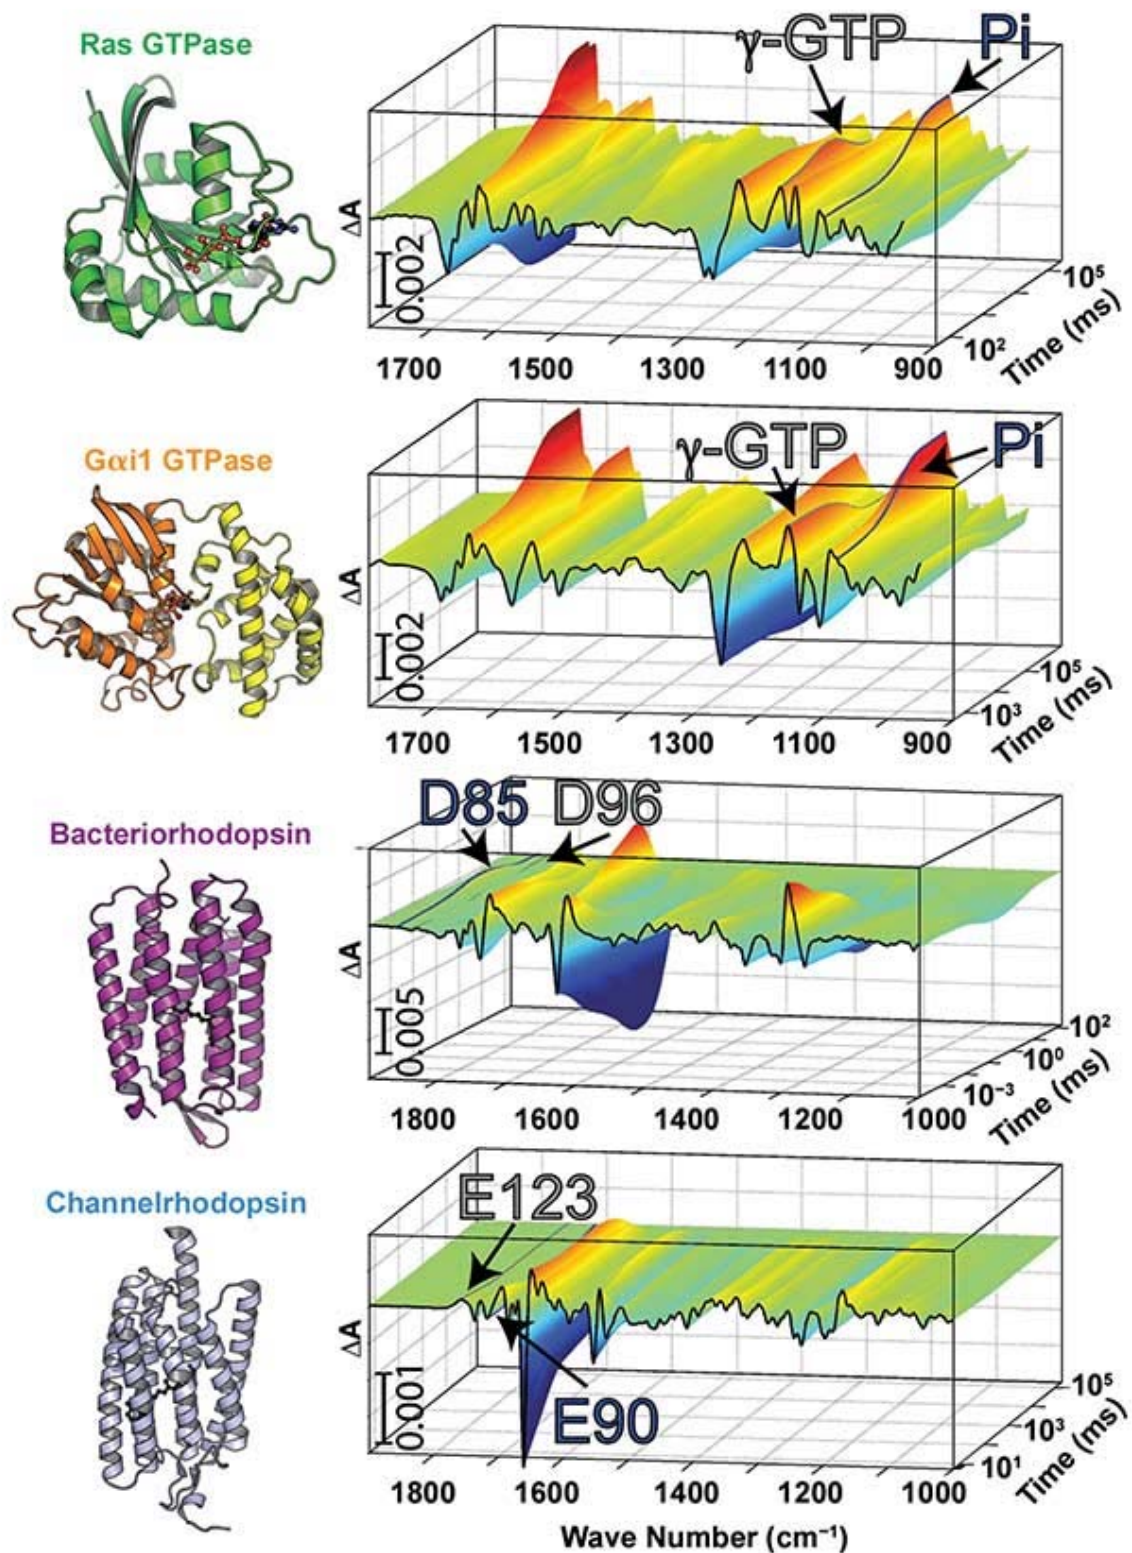 Ras GTPase
γ-GTP
Pi
ΔA
0.002
10⁵
10²
Time (ms)
1700 1500 1300 1100 900
Gαi1 GTPase
γ-GTP
Pi
ΔA
0.002
10⁵
10³
Time (ms)
1700 1500 1300 1100 900
Bacteriorhodopsin
D85 D96
ΔA
0.005
10²
10⁰
10⁻³
Time (ms)
1800 1600 1400 1200 1000
Channelrhodopsin
E123
E90
ΔA
0.001
10⁵
10³
10¹
Time (ms)
1800 1600 1400 1200 1000
Wave Number (cm⁻¹)